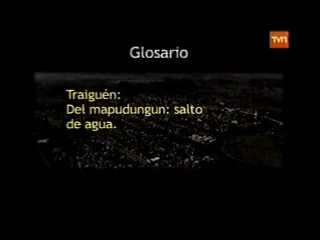 Glosario
TVN
Traiguén:
Del mapudungun: salto
de agua.